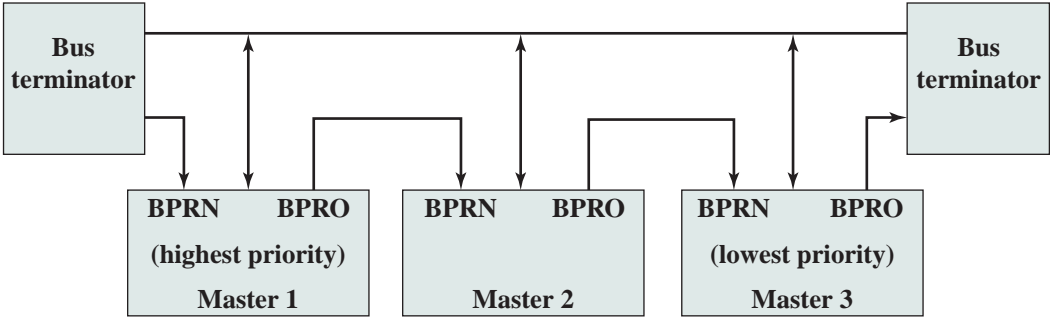 Bus
terminator
Bus
terminator
BPRN BPRO
(highest priority)
Master 1
BPRN BPRO
Master 2
BPRN BPRO
(lowest priority)
Master 3